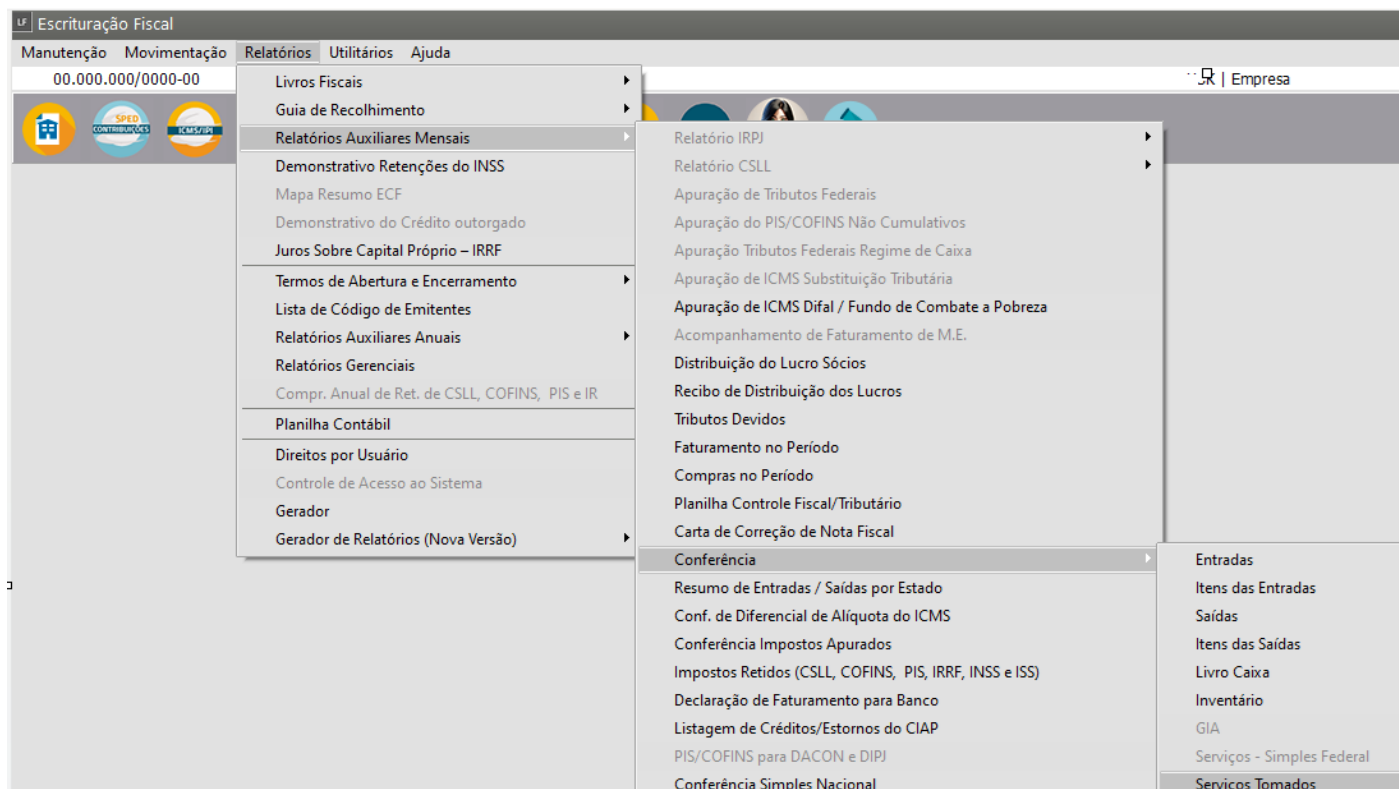 LF Escrituração Fiscal
Manutenção Movimentação Relatórios Utilitários Ajuda
00.000.000/0000-00
| Empresa
SPED
CONTRIBUIÇÕES
ICMS/IPI
Livros Fiscais
Guia de Recolhimento
Relatórios Auxiliares Mensais
Demonstrativo Retenções do INSS
Mapa Resumo ECF
Demonstrativo do Crédito outorgado
Juros Sobre Capital Próprio – IRRF
Termos de Abertura e Encerramento
Lista de Código de Emitentes
Relatórios Auxiliares Anuais
Relatórios Gerenciais
Compr. Anual de Ret. de CSLL, COFINS, PIS e IR
Planilha Contábil
Direitos por Usuário
Controle de Acesso ao Sistema
Gerador
Gerador de Relatórios (Nova Versão)
Relatório IRPJ
Relatório CSLL
Apuração de Tributos Federais
Apuração do PIS/COFINS Não Cumulativos
Apuração Tributos Federais Regime de Caixa
Apuração de ICMS Substituição Tributária
Apuração de ICMS Difal / Fundo de Combate a Pobreza
Acompanhamento de Faturamento de M.E.
Distribuição do Lucro Sócios
Recibo de Distribuição dos Lucros
Tributos Devidos
Faturamento no Período
Compras no Período
Planilha Controle Fiscal/Tributário
Carta de Correção de Nota Fiscal
Conferência
Resumo de Entradas / Saídas por Estado
Conf. de Diferencial de Alíquota do ICMS
Conferência Impostos Apurados
Impostos Retidos (CSLL, COFINS, PIS, IRRF, INSS e ISS)
Declaração de Faturamento para Banco
Listagem de Créditos/Estornos do CIAP
PIS/COFINS para DACON e DIPJ
Conferência Simples Nacional
Entradas
Itens das Entradas
Saídas
Itens das Saídas
Livro Caixa
Inventário
GIA
Serviços - Simples Federal
Serviços Tomados